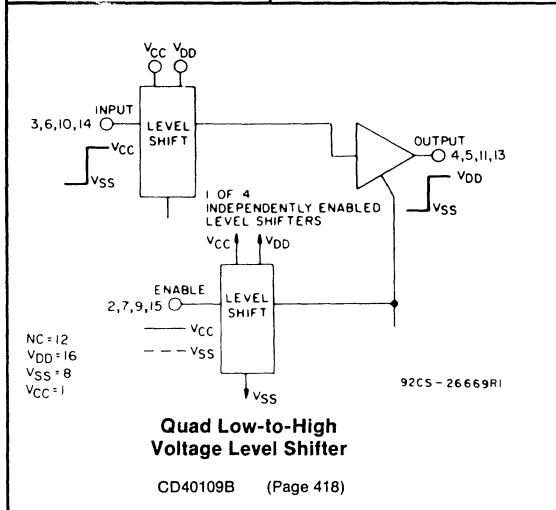 VCC VDD
INPUT
3,6,10,14
LEVEL
SHIFT
VCC
VSS
OUTPUT
4,5,11,13
VDD
VSS
1 OF 4
INDEPENDENTLY ENABLED
LEVEL SHIFTERS
VCC VDD
ENABLE
2,7,9,15
LEVEL
SHIFT
VCC
VSS
VSS
NC=12
VDD=16
VSS=8
VCC=1
92CS-26669R1
Quad Low-to-High
Voltage Level Shifter
CD40109B (Page 418)